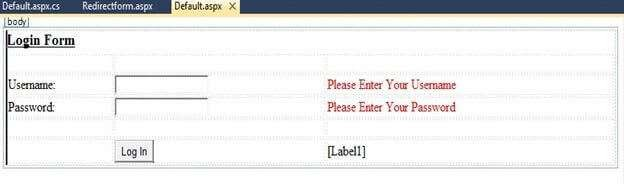 Default.aspx.cs Redirectform.aspx Default.aspx ✕
|body|
Login Form
Username: Please Enter Your Username
Password: Please Enter Your Password
Log In [Label1]